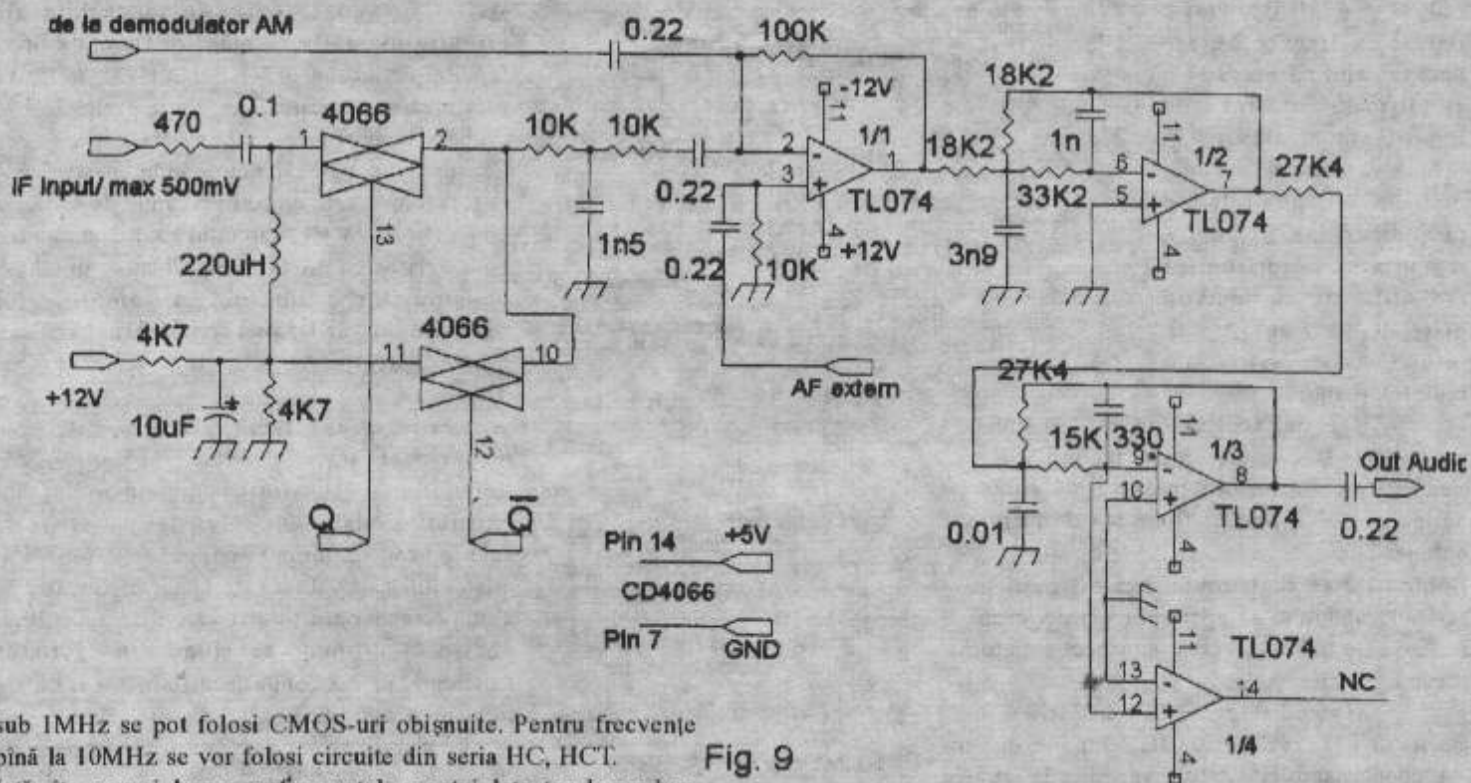 de la demodulator AM
0.22
100K
18K2
-12V
11
470
0.1
4066
1
2
10K
10K
2
-
1/1
1
3
+
TL074
4
+12V
18K2
1n
11
6
-
1/2
7
5
+
TL074
4
33K2
3n9
27K4
IF Input/ max 500mV
13
0.22
1n5
0.22
10K
220uH
4K7
+12V
4066
11
10
10uF
+
4K7
12
AF extern
27K4
15K
330
11
9
-
1/3
8
10
+
TL074
4
0.01
Out Audio
0.22
Q
Q
Pin 14
+5V
CD4066
Pin 7
GND
11
TL074
13
-
14
NC
12
+
1/4
4
sub 1MHz se pot folosi CMOS-uri obişnuite. Pentru frecvenţe
pină la 10MHz se vor folosi circuite din seria HC, HCT.
Fig. 9